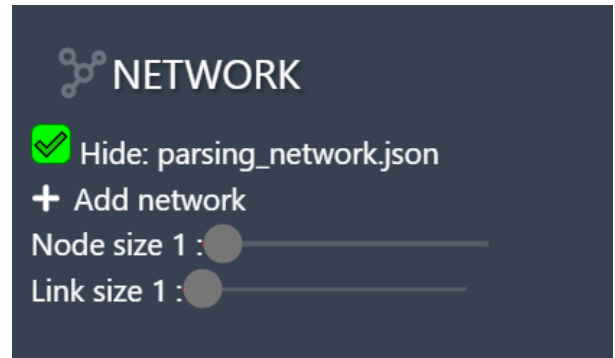 NETWORK
Hide: parsing_network.json
Add network
Node size 1 :
Link size 1 :